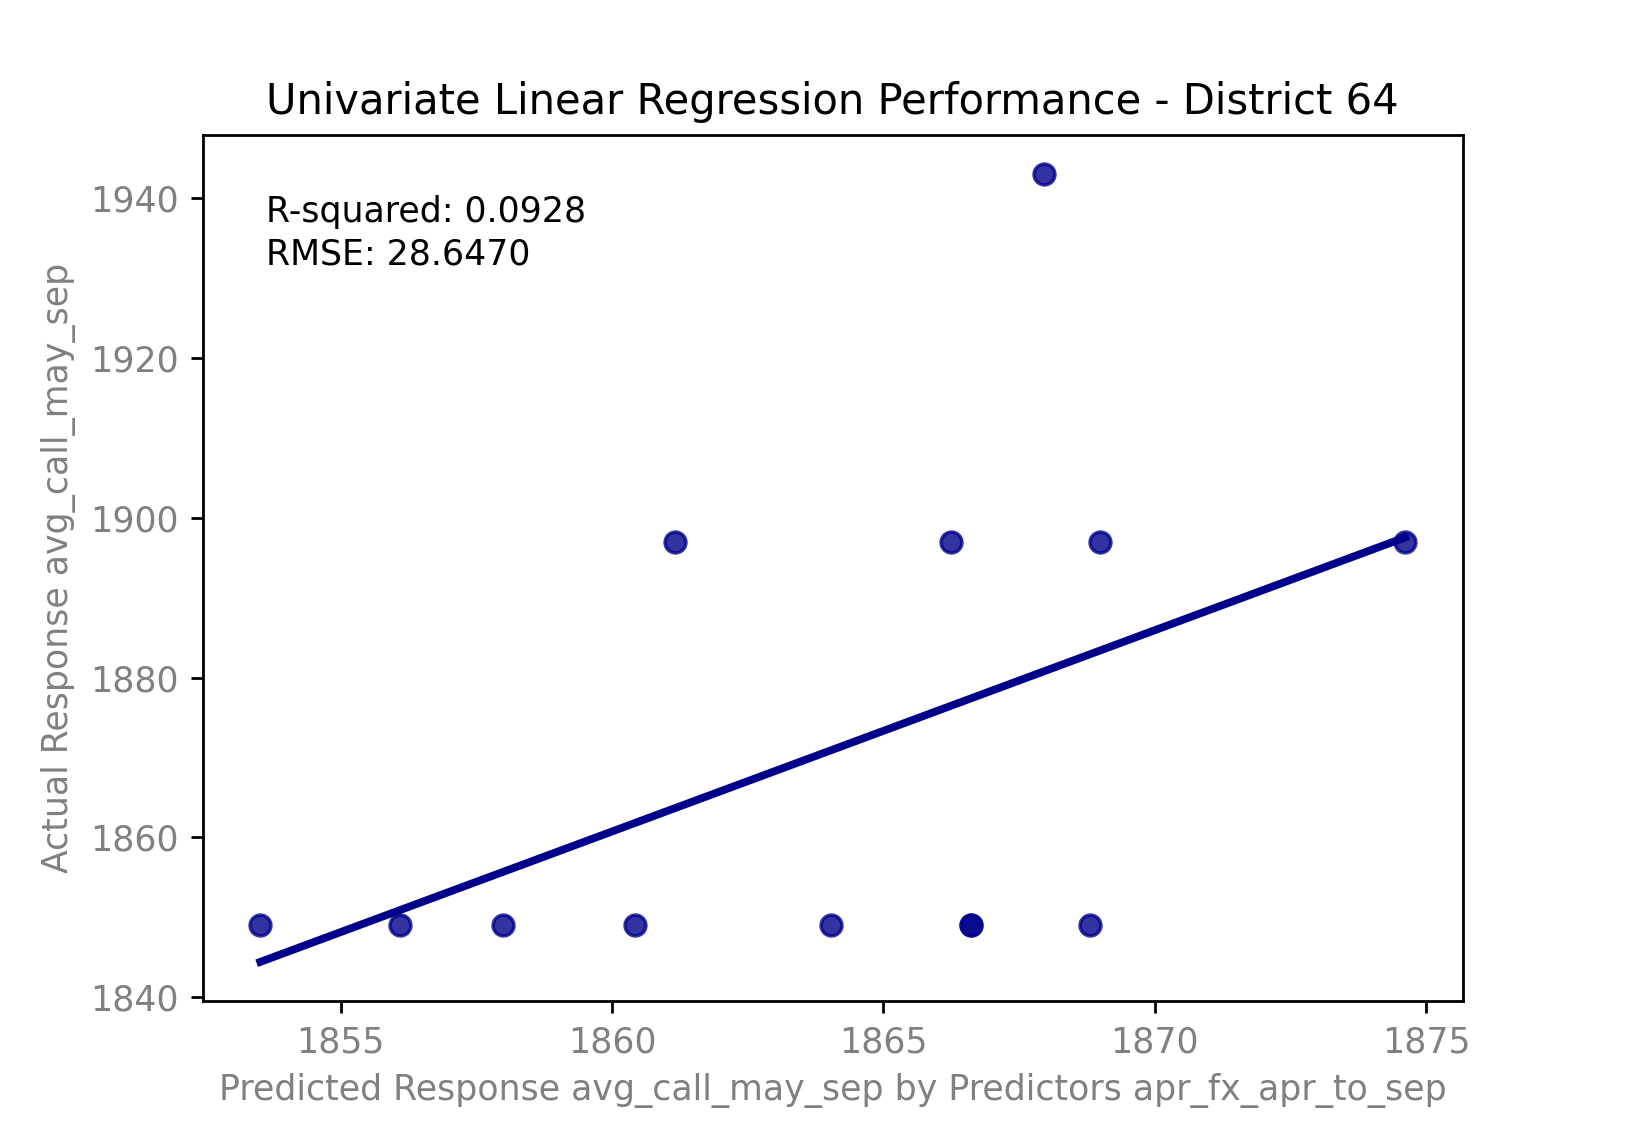 Univariate Linear Regression Performance - District 64
R-squared: 0.0928
RMSE: 28.6470
Actual Response avg_call_may_sep
1940
1920
1900
1880
1860
1840
1855 1860 1865 1870 1875
Predicted Response avg_call_may_sep by Predictors apr_fx_apr_to_sep